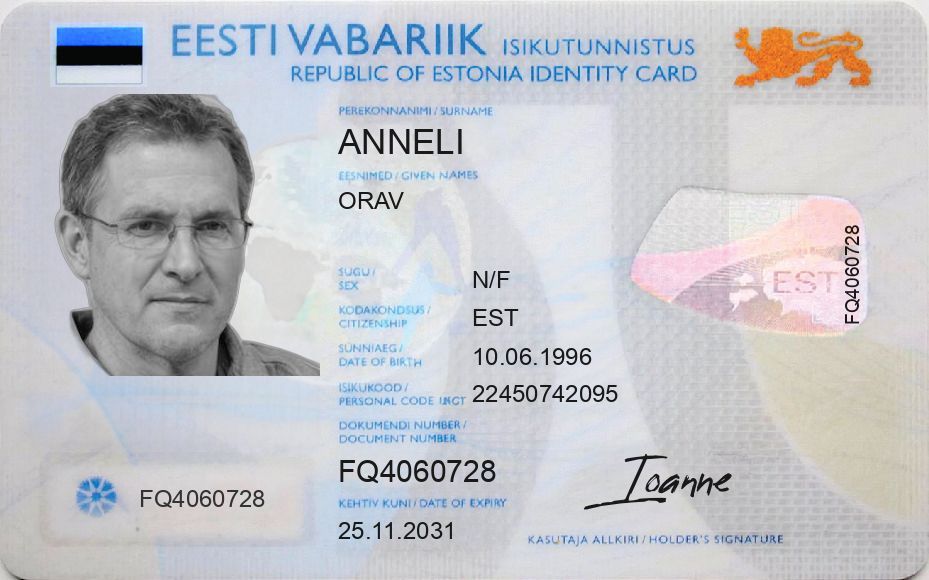 EESTI VABARIIK ISIKUTUNNISTUS
REPUBLIC OF ESTONIA IDENTITY CARD
PEREKONNANIMI / SURNAME
ANNELI
EESNIMED / GIVEN NAMES
ORAV
SUGU /
SEX
N/F
KODAKONDSUS /
CITIZENSHIP
EST
SÜNNIAEG /
DATE OF BIRTH
10.06.1996
ISIKUKOOD /
PERSONAL CODE
22450742095
DOKUMENDI NUMBER /
DOCUMENT NUMBER
FQ4060728
KEHTIV KUNI / DATE OF EXPIRY
25.11.2031
FQ4060728
EST
FQ4060728
Ioanne
KASUTAJA ALLKIRI / HOLDER'S SIGNATURE